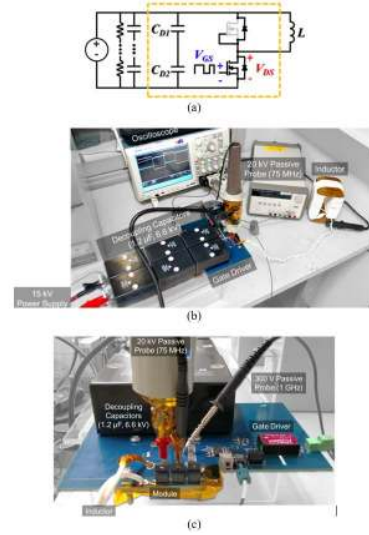 C_D1
C_D2
V_GS
V_DS
+
-
+
-
L
(a)
Oscilloscope
20 kV Passive
Probe (75 MHz)
Inductor
Decoupling Capacitors
(1.2 µF, 6.6 kV)
Gate Driver
15 kV
Power Supply
(b)
20 kV Passive
Probe (75 MHz)
300 V Passive
Probe (1 GHz)
Decoupling
Capacitors
(1.2 µF, 6.6 kV)
Gate Driver
Module
Inductor
(c)